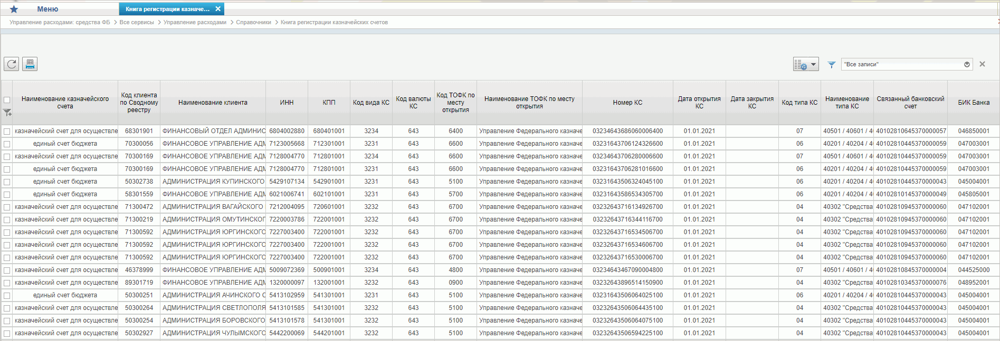 Меню
Книга регистрации казначе...
Управление расходами: средства ФБ > Все сервисы > Управление расходами > Справочники > Книга регистрации казначейских счетов
"Все записи"
Наименование казначейского счета Код клиента по Сводному реестру Наименование клиента ИНН КПП Код вида КС Код валюты КС Код ТОФК по месту открытия Наименование ТОФК по месту открытия Номер КС Дата открытия КС Дата закрытия КС Код типа КС Наименование типа КС Связанный банковский счет БИК Банка
казначейский счет для осуществле 68301901 ФИНАНСОВЫЙ ОТДЕЛ АДМИНИС 6804002880 680401001 3234 643 6400 Управление Федерального казначе 03234643686060006400 01.01.2021 07 40501 / 40601 / 4 40102810645370000057 046850001
единый счет бюджета 70300056 ФИНАНСОВОЕ УПРАВЛЕНИЕ АДМ 7123005668 712301001 3231 643 6600 Управление Федерального казначе 03231643706124326600 01.01.2021 06 40201 / 40204 / 4 40102810445370000059 047003001
казначейский счет для осуществле 70300169 ФИНАНСОВОЕ УПРАВЛЕНИЕ АДМ 7128004770 712801001 3234 643 6600 Управление Федерального казначе 03234643706280006600 01.01.2021 07 40501 / 40601 / 4 40102810445370000059 047003001
единый счет бюджета 70300169 ФИНАНСОВОЕ УПРАВЛЕНИЕ АДМ 7128004770 712801001 3231 643 6600 Управление Федерального казначе 03231643706281016600 01.01.2021 06 40201 / 40204 / 4 40102810445370000059 047003001
единый счет бюджета 50302738 АДМИНИСТРАЦИЯ КУПИНСКОГО 5429107134 542901001 3231 643 5100 Управление Федерального казначе 03231643506324045100 01.01.2021 06 40201 / 40204 / 4 40102810445370000043 045004001
единый счет бюджета 58301559 ФИНАНСОВОЕ УПРАВЛЕНИЕ АДМ 6021006741 602101001 3231 643 5700 Управление Федерального казначе 03231643586534305700 01.01.2021 06 40201 / 40204 / 4 40102810145370000049 045805001
казначейский счет для осуществле 71300472 АДМИНИСТРАЦИЯ ВАГАЙСКОГО 7212004095 720601001 3232 643 6700 Управление Федерального казначе 03232643716134926700 01.01.2021 04 40302 "Средства 40102810945370000060 047102001
казначейский счет для осуществле 71300219 АДМИНИСТРАЦИЯ ОМУТИНСКОГ 7220003786 722001001 3232 643 6700 Управление Федерального казначе 03232643716344116700 01.01.2021 04 40302 "Средства 40102810945370000060 047102001
казначейский счет для осуществле 71300592 АДМИНИСТРАЦИЯ ЮРГИНСКОГО 7227003400 722001001 3232 643 6700 Управление Федерального казначе 03232643716534506700 01.01.2021 04 40302 "Средства 40102810945370000060 047102001
казначейский счет для осуществле 71300592 АДМИНИСТРАЦИЯ ЮРГИНСКОГО 7227003400 722001001 3232 643 6700 Управление Федерального казначе 03232643716534606700 01.01.2021 04 40302 "Средства 40102810945370000060 047102001
казначейский счет для осуществле 71300592 АДМИНИСТРАЦИЯ ЮРГИНСКОГО 7227003400 722001001 3232 643 6700 Управление Федерального казначе 03232643716530006700 01.01.2021 04 40302 "Средства 40102810945370000060 047102001
казначейский счет для осуществле 46378999 ФИНАНСОВОЕ УПРАВЛЕНИЕ АДМ 5009072369 500901001 3234 643 4800 Управление Федерального казначе 03234643467090004800 01.01.2021 07 40501 / 40601 / 4 40102810845370000004 044525000
казначейский счет для осуществле 89301719 ФИНАНСОВОЕ УПРАВЛЕНИЕ АДМ 1320000097 132001001 3232 643 0900 Управление Федерального казначе 03232643896514150900 01.01.2021 04 40302 "Средства 40102810345370000076 048952001
единый счет бюджета 50300251 АДМИНИСТРАЦИЯ АЧИНСКОГО С 5413102959 541301001 3231 643 5100 Управление Федерального казначе 03231643506064025100 01.01.2021 06 40201 / 40204 / 4 40102810445370000043 045004001
казначейский счет для осуществле 50300264 АДМИНИСТРАЦИЯ СВЕТЛОПОЛЯ 5413101585 541301001 3232 643 5100 Управление Федерального казначе 03232643506064435100 01.01.2021 04 40302 "Средства 40102810445370000043 045004001
казначейский счет для осуществле 50300254 АДМИНИСТРАЦИЯ БОРОВСКОГО 5413101578 541301001 3232 643 5100 Управление Федерального казначе 03232643506064075100 01.01.2021 04 40302 "Средства 40102810445370000043 045004001
казначейский счет для осуществле 50302927 АДМИНИСТРАЦИЯ ЧУЛЫМСКОГО 5442200069 544201001 3232 643 5100 Управление Федерального казначе 03232643506594225100 01.01.2021 04 40302 "Средства 40102810445370000043 045004001